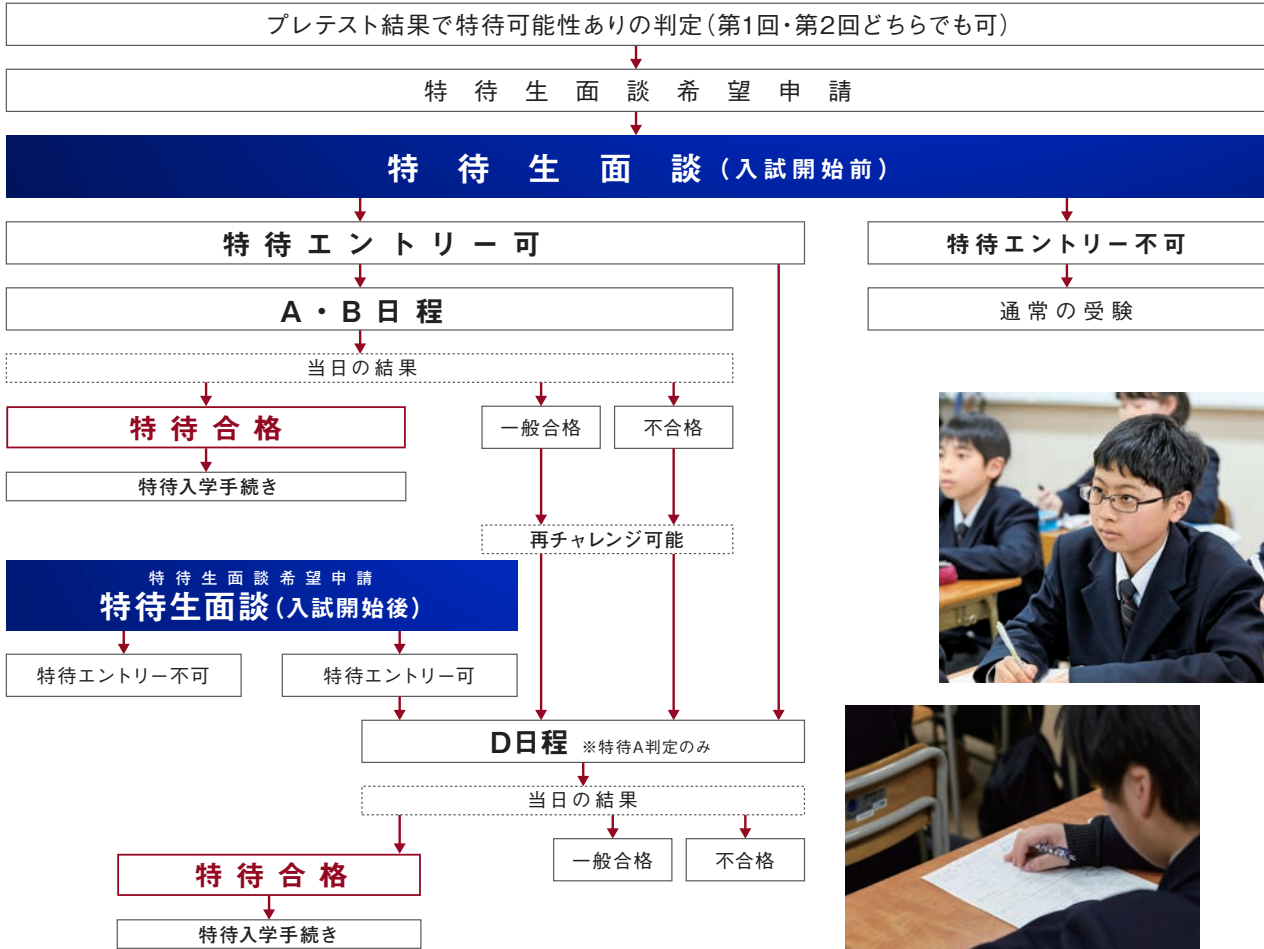 プレテスト結果で特待可能性ありの判定(第1回・第2回どちらでも可)
特待生面談希望申請
特待生面談(入試開始前)
特待エントリー可
特待エントリー不可
A・B日程
通常の受験
当日の結果
特待合格
一般合格
不合格
特待入学手続き
再チャレンジ可能
特待生面談希望申請
特待生面談(入試開始後)
特待エントリー不可
特待エントリー可
D日程 ※特待A判定のみ
当日の結果
特待合格
一般合格
不合格
特待入学手続き